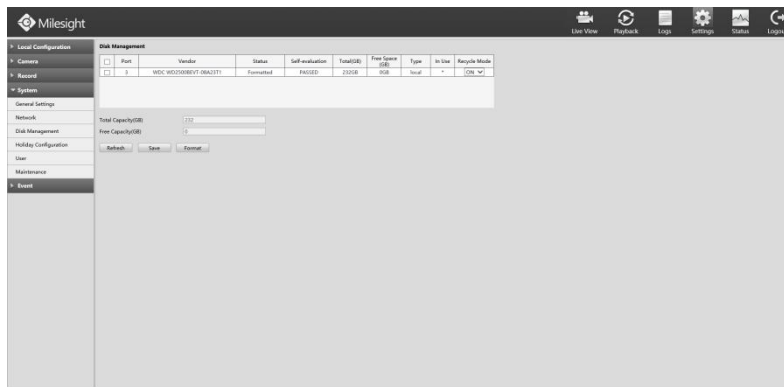 Milesight
Live View Playback Logs Settings Status Logou
Local Configuration
Camera
Record
System
General Settings
Network
Disk Management
Holiday Configuration
User
Maintenance
Event
Disk Management
Port Vendor Status Self-evaluation Total(GB) Free Space (GB) Type In Use Recycle Mode
3 WDC WD2500BEVT-08A23T1 Formatted PASSED 232GB 0GB local * ON
Total Capacity(GB) 232
Free Capacity(GB) 0
Refresh Save Format